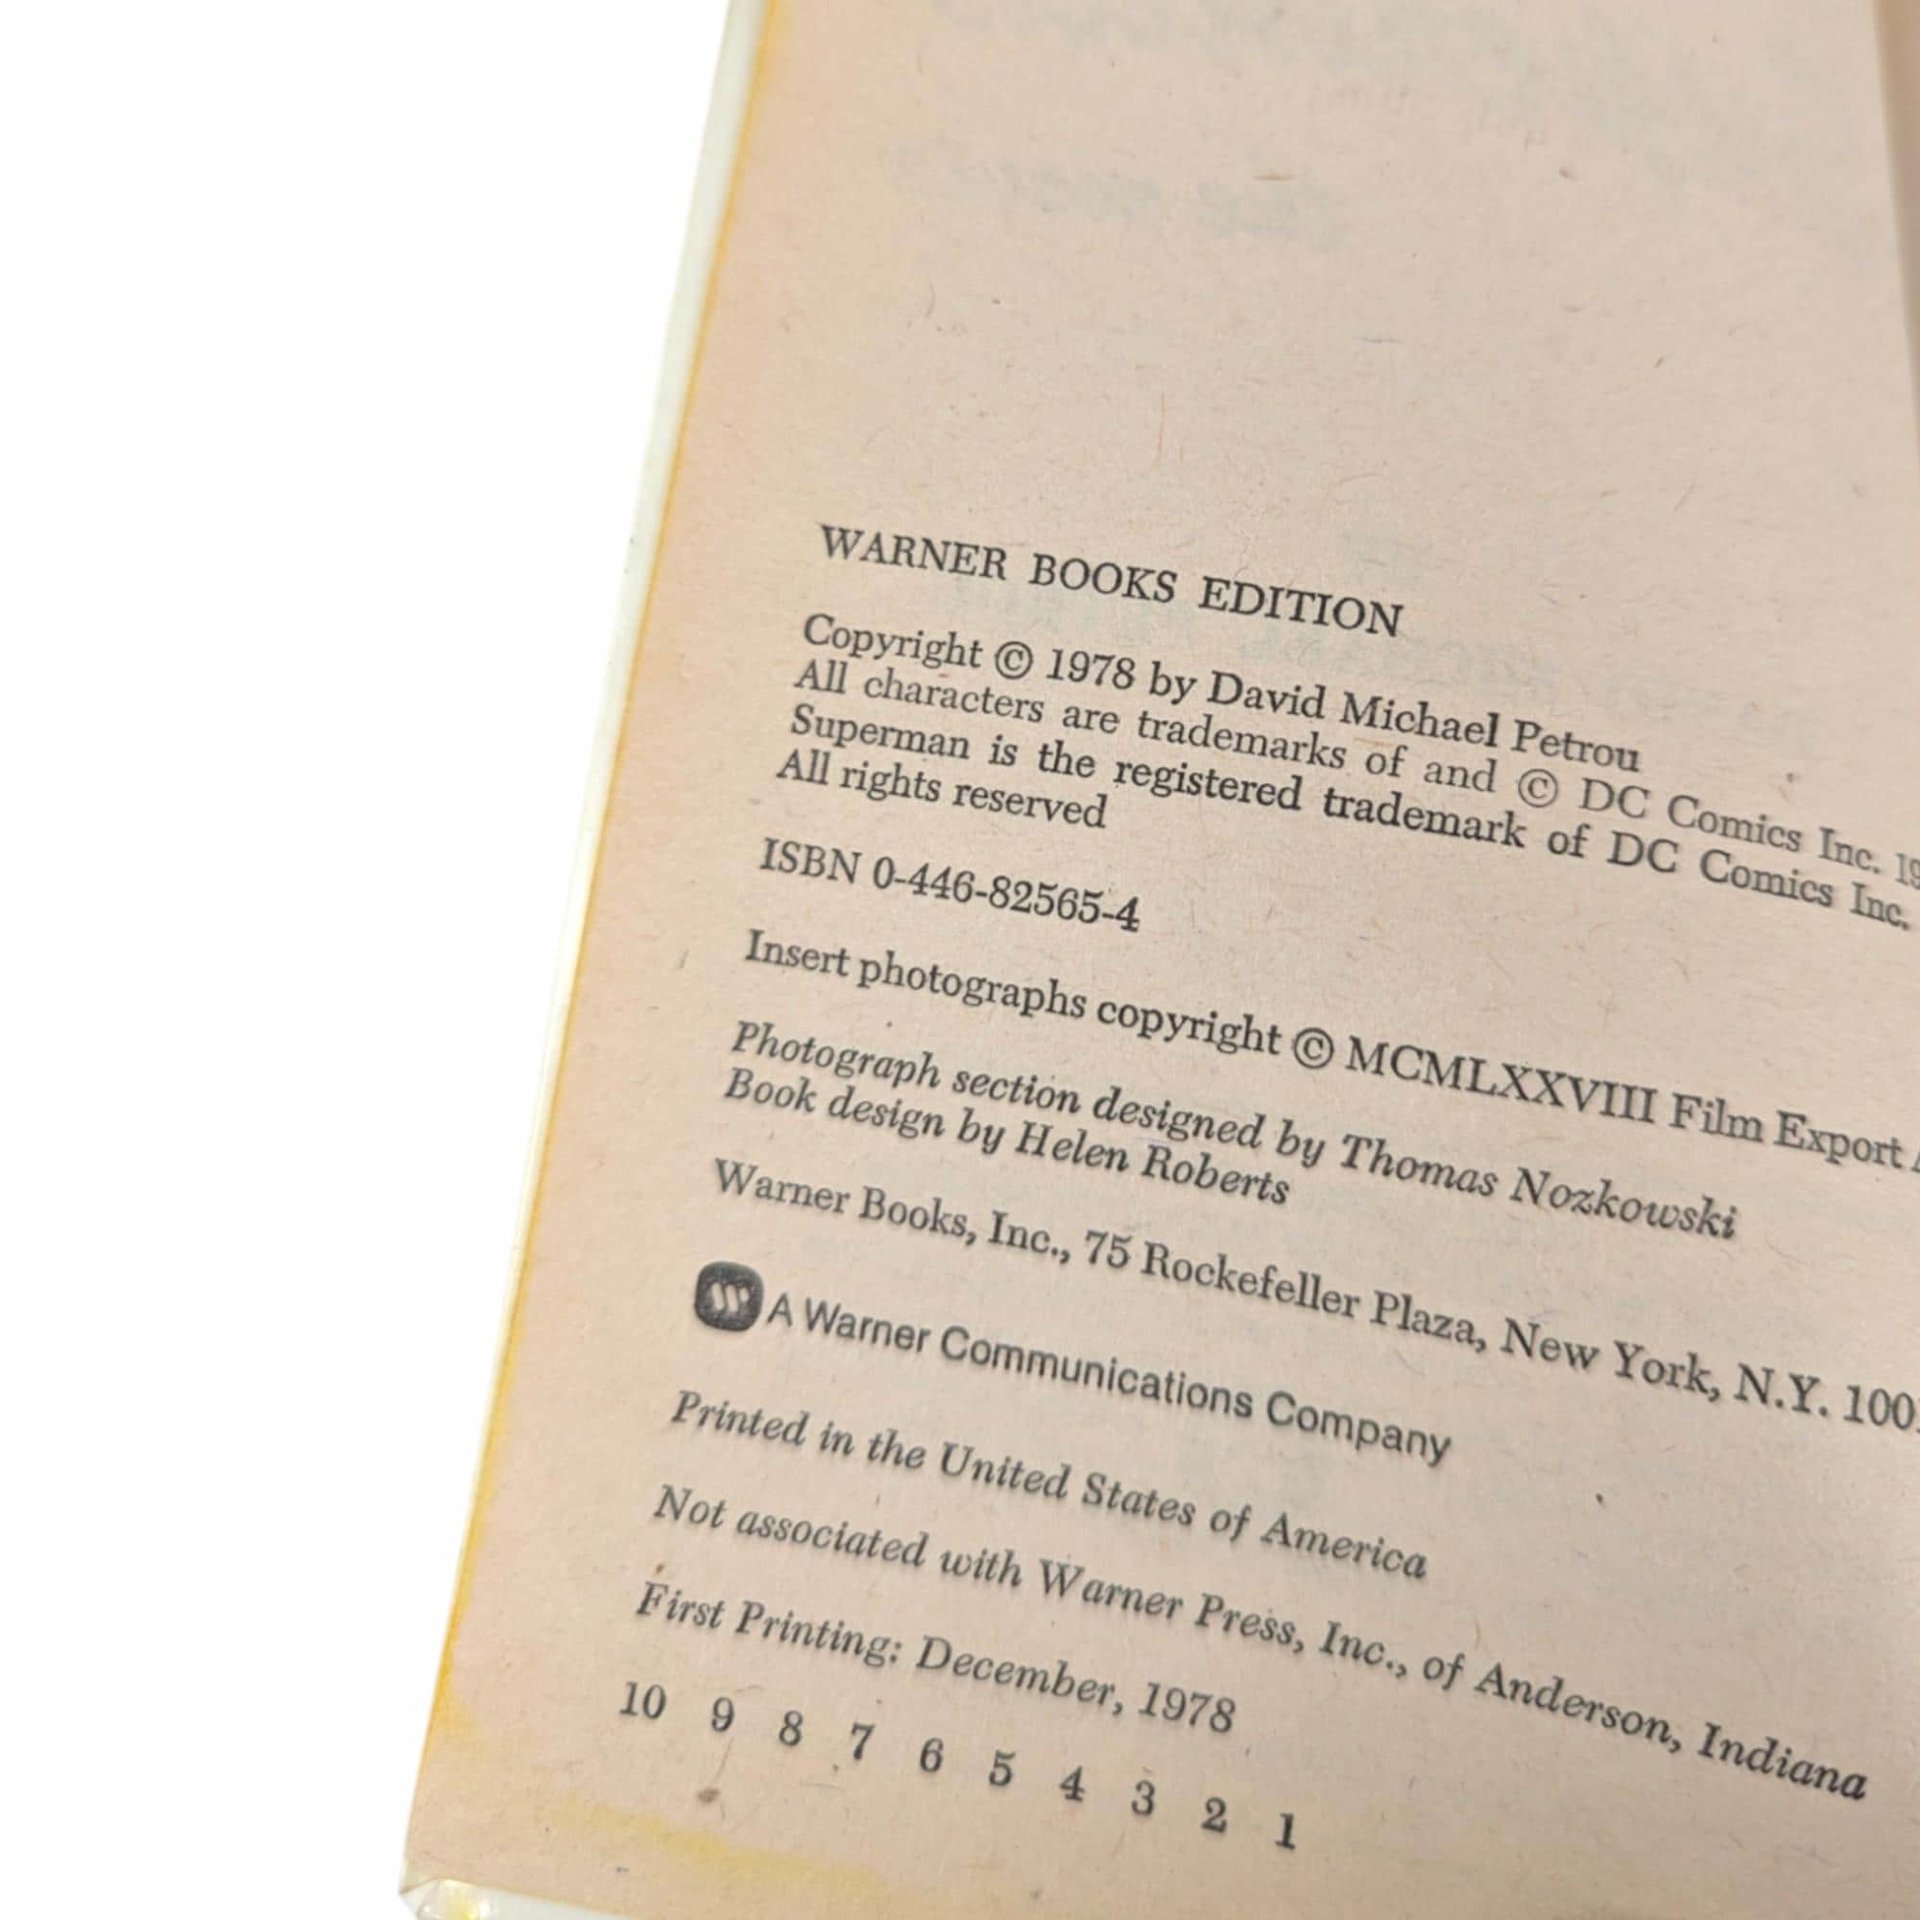 WARNER BOOKS EDITION
Copyright © 1978 by David Michael Petrou
All characters are trademarks of and © DC Comics Inc.
Superman is the registered trademark of DC Comics Inc.
All rights reserved
ISBN 0-446-82565-4
Insert photographs copyright © MCMLXXVIII Film Export
Photograph section designed by Thomas Nozkowski
Book design by Helen Roberts
Warner Books, Inc., 75 Rockefeller Plaza, New York, N.Y.
A Warner Communications Company
Printed in the United States of America
Not associated with Warner Press, Inc., of Anderson, Indiana
First Printing: December, 1978
10 9 8 7 6 5 4 3 2 1